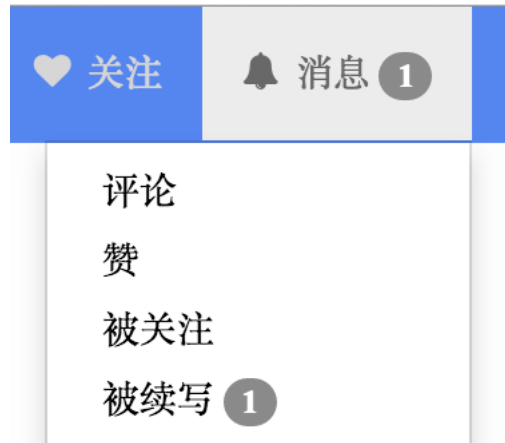 关注 消息 1
评论
赞
被关注
被续写 1